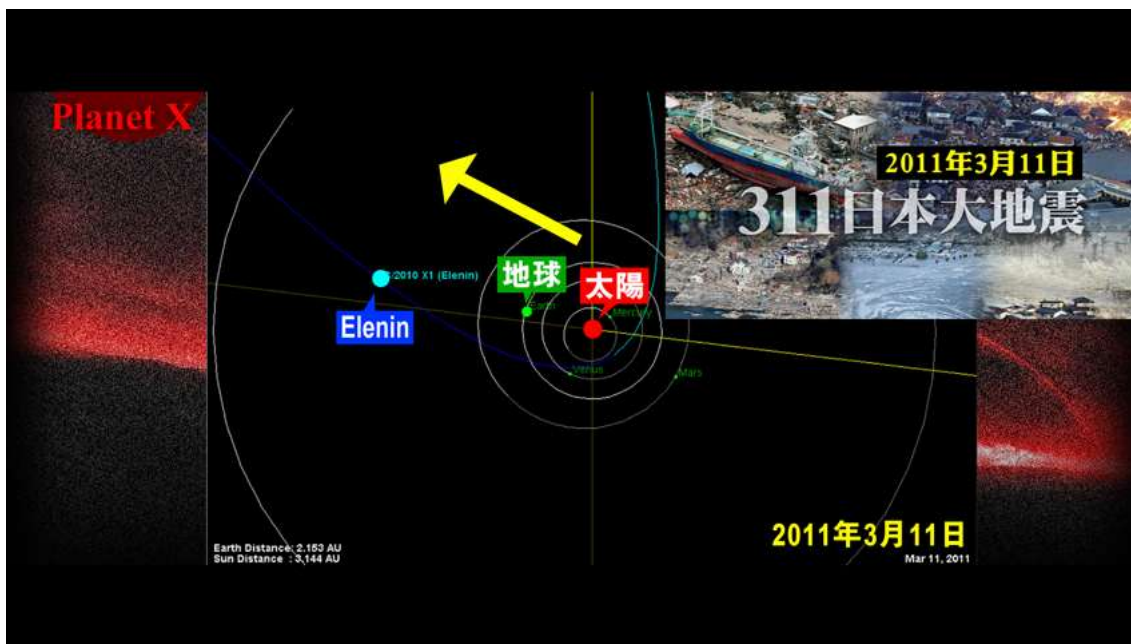 Planet X
2011年3月11日
311日本大地震
/2010 X1 (Elenin)
Elenin
地球
Earth
太陽
Mercury
Venus
Mars
Earth Distance: 2.153 AU
Sun Distance : 3.144 AU
2011年3月11日
Mar 11, 2011